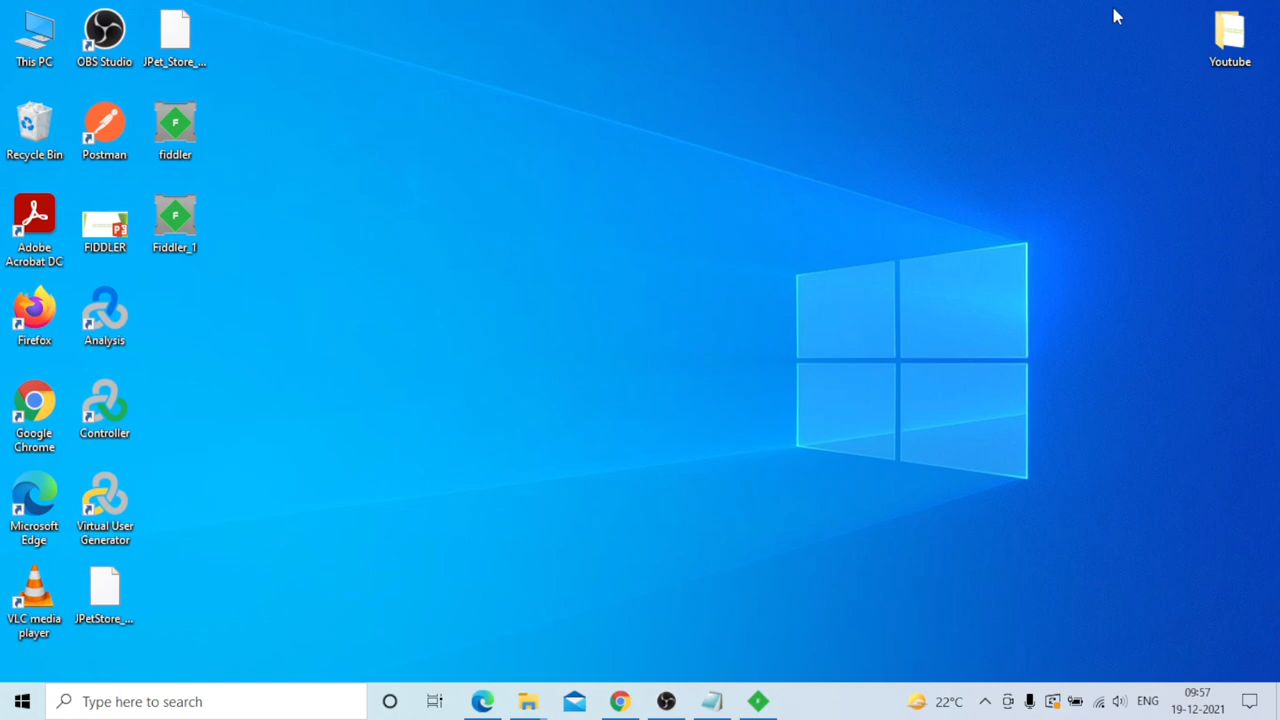 This PC
OBS Studio
JPet_Store_...
Youtube
Recycle Bin
Postman
fiddler
Adobe
Acrobat DC
FIDDLER
Fiddler_1
Firefox
Analysis
Google
Chrome
Controller
Microsoft
Edge
Virtual User
Generator
VLC media
player
JPetStore_...
Type here to search
22°C
ENG
09:57
19-12-2021